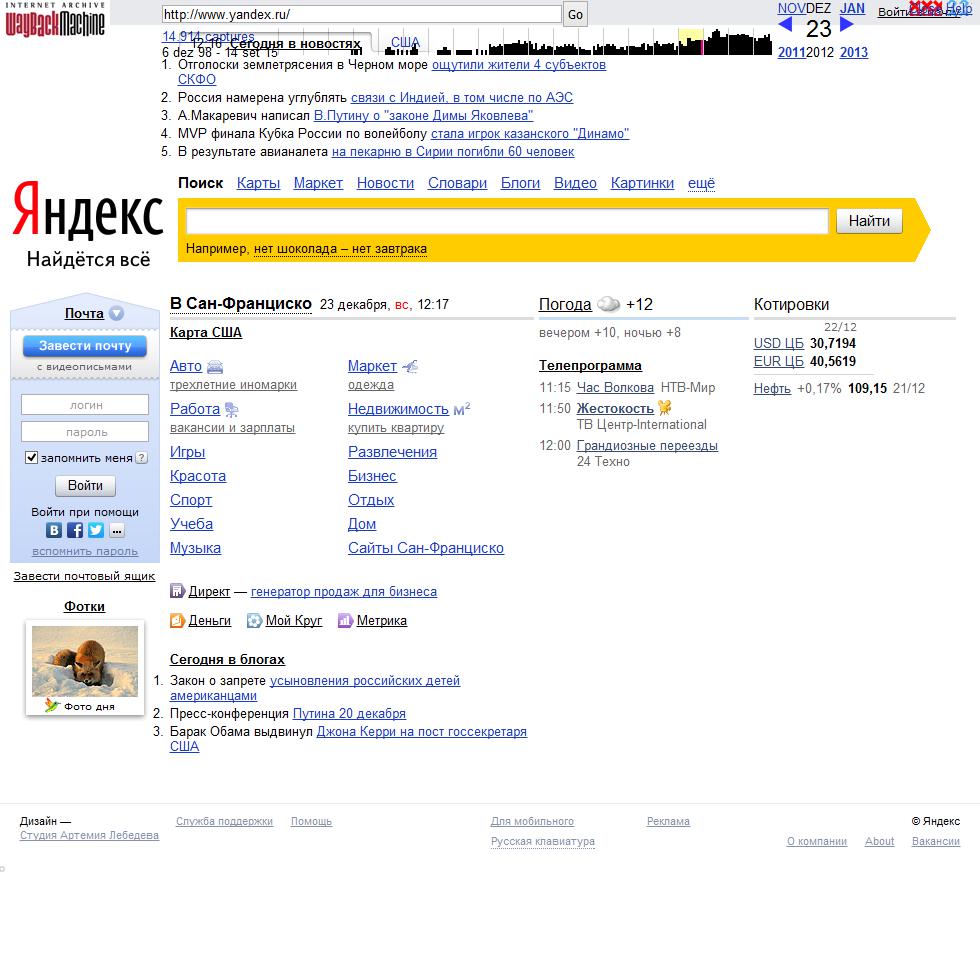 INTERNET ARCHIVE
WayBackMachine
http://www.yandex.ru/
Go
NOV DEZ JAN
23
2011 2012 2013
Help
14,914 captures
6 dez 98 - 14 set 15
12:16 Сегодня в новостях
США
1. Отголоски землетрясения в Черном море ощутили жители 4 субъектов
СКФО
2. Россия намерена углублять связи с Индией, в том числе по АЭС
3. А.Макаревич написал В.Путину о "законе Димы Яковлева"
4. MVP финала Кубка России по волейболу стала игрок казанского "Динамо"
5. В результате авианалета на пекарню в Сирии погибли 60 человек
Поиск Карты Маркет Новости Словари Блоги Видео Картинки ещё
Яндекс
Найдётся всё
Найти
Например, нет шоколада – нет завтрака
Почта
Завести почту
с видеописьмами
логин
пароль
запомнить меня ?
Войти
Войти при помощи
вспомнить пароль
Завести почтовый ящик
Фотки
Фото дня
В Сан-Франциско 23 декабря, вс, 12:17
Карта США
Авто
трехлетние иномарки
Работа
вакансии и зарплаты
Игры
Красота
Спорт
Учеба
Музыка
Маркет
одежда
Недвижимость м²
купить квартиру
Развлечения
Бизнес
Отдых
Дом
Сайты Сан-Франциско
Погода +12
вечером +10, ночью +8
Телепрограмма
11:15 Час Волкова НТВ-Мир
11:50 Жестокость
ТВ Центр-International
12:00 Грандиозные переезды
24 Техно
Котировки
22/12
USD ЦБ 30,7194
EUR ЦБ 40,5619
Нефть +0,17% 109,15 21/12
Директ — генератор продаж для бизнеса
Деньги Мой Круг Метрика
Сегодня в блогах
1. Закон о запрете усыновления российских детей
американцами
2. Пресс-конференция Путина 20 декабря
3. Барак Обама выдвинул Джона Керри на пост госсекретаря
США
Дизайн —
Студия Артемия Лебедева
Служба поддержки Помощь
Для мобильного
Русская клавиатура
Реклама
© Яндекс
О компании About Вакансии